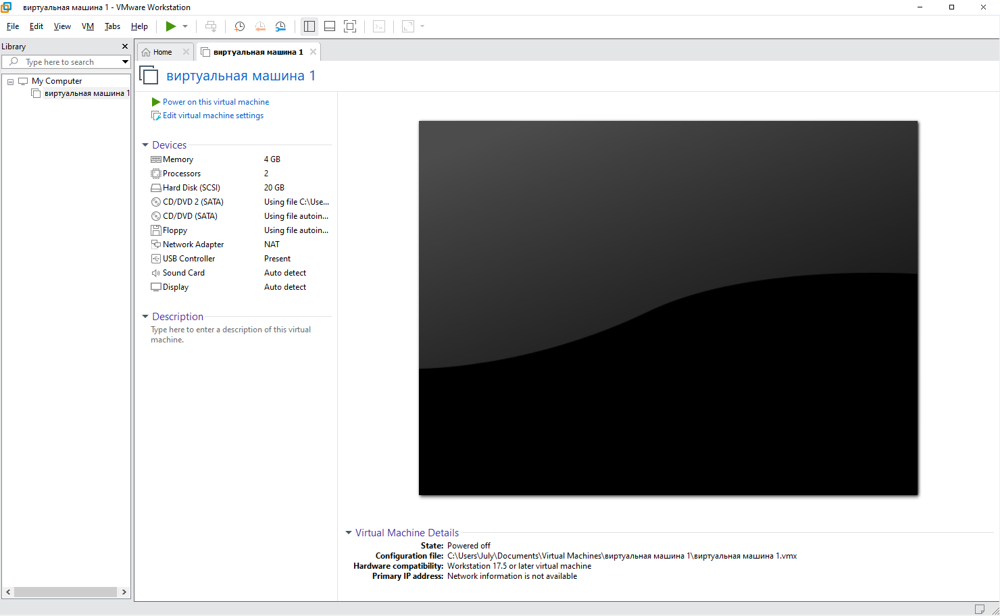 виртуальная машина 1 - VMware Workstation
File Edit View VM Tabs Help
Library
Type here to search
My Computer
виртуальная машина 1
Home
виртуальная машина 1
виртуальная машина 1
Power on this virtual machine
Edit virtual machine settings
Devices
Memory 4 GB
Processors 2
Hard Disk (SCSI) 20 GB
CD/DVD 2 (SATA) Using file C:\Use...
CD/DVD (SATA) Using file autoin...
Floppy Using file autoin...
Network Adapter NAT
USB Controller Present
Sound Card Auto detect
Display Auto detect
Description
Type here to enter a description of this virtual
machine.
Virtual Machine Details
State: Powered off
Configuration file: C:\Users\July\Documents\Virtual Machines\виртуальная машина 1\виртуальная машина 1.vmx
Hardware compatibility: Workstation 17.5 or later virtual machine
Primary IP address: Network information is not available